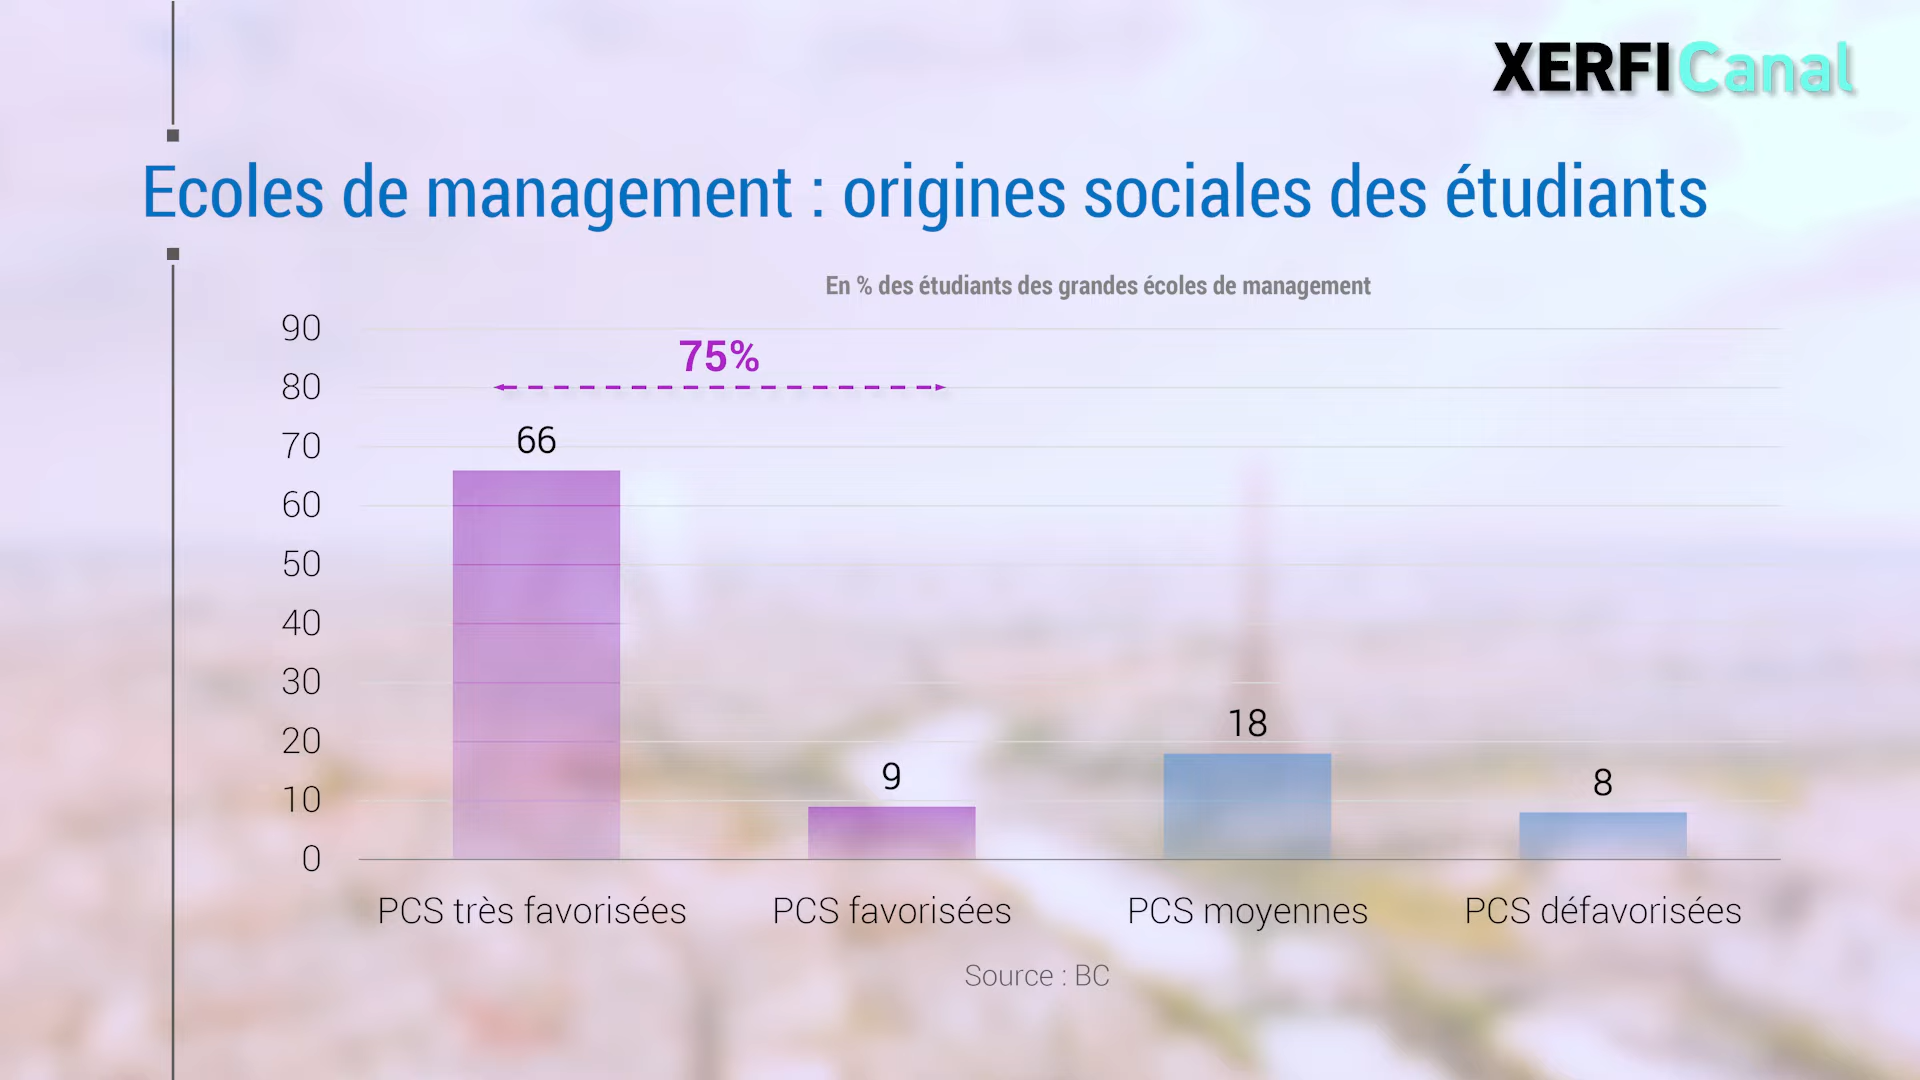 XERFI Canal
Ecoles de management : origines sociales des étudiants
En % des étudiants des grandes écoles de management
90
80
70
60
50
40
30
20
10
0
75%
66
9
18
8
PCS très favorisées
PCS favorisées
PCS moyennes
PCS défavorisées
Source : BC